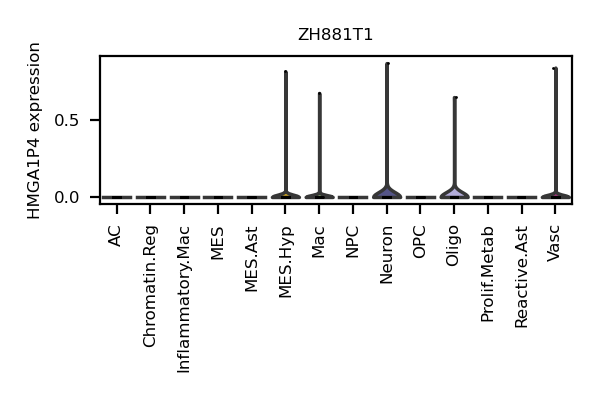 ZH881T1
HMGA1P4 expression
0.5
0.0
AC
Chromatin.Reg
Inflammatory.Mac
MES
MES.Ast
MES.Hyp
Mac
NPC
Neuron
OPC
Oligo
Prolif.Metab
Reactive.Ast
Vasc